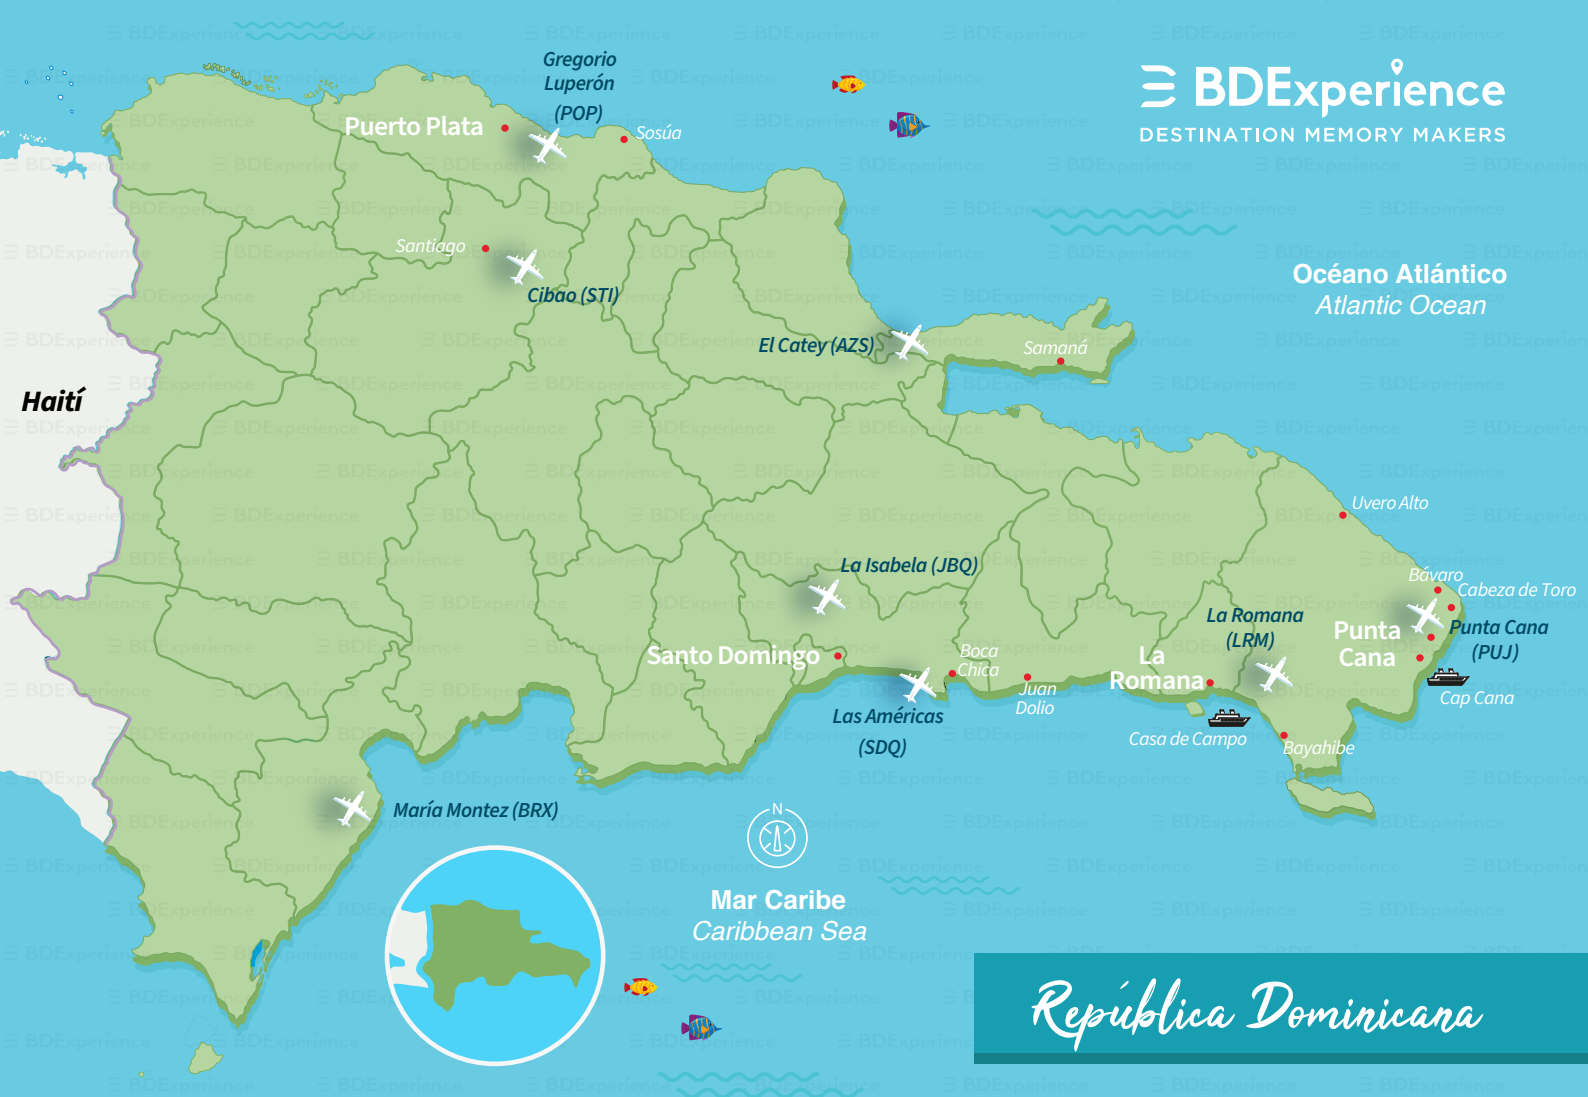 Gregorio
Luperón
(POP)
BDExperience
DESTINATION MEMORY MAKERS
Puerto Plata
Sosúa
Santiago
Cibao (STI)
Océano Atlántico
Atlantic Ocean
El Catey (AZS)
Samaná
Haití
Uvero Alto
La Isabela (JBQ)
Bávaro
Cabeza de Toro
La Romana
(LRM)
Punta
Cana
Punta Cana
(PUJ)
Santo Domingo
Boca
Chica
La
Romana
Juan
Dolio
Cap Cana
Las Américas
(SDQ)
Casa de Campo
Bayahibe
María Montez (BRX)
N
Mar Caribe
Caribbean Sea
República Dominicana